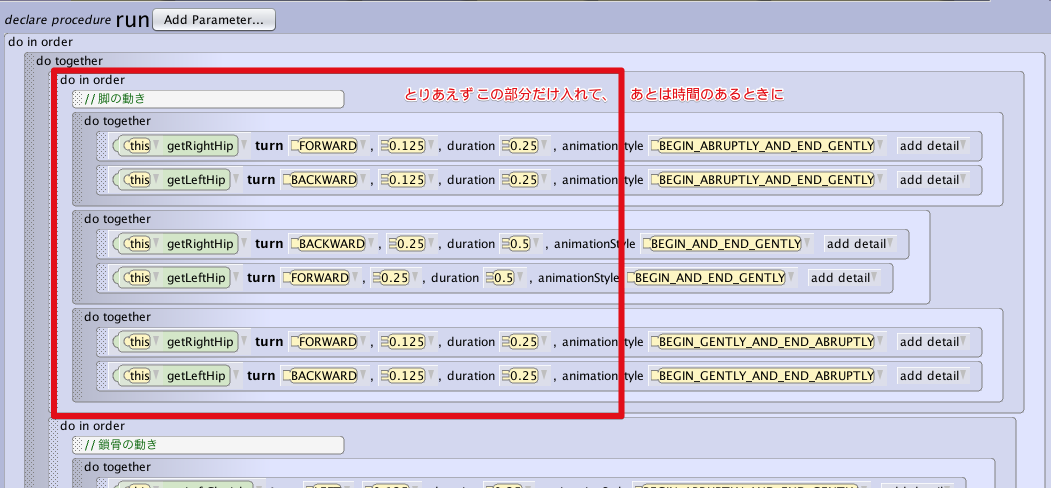 declare procedure run Add Parameter...
do in order
do together
do in order
// 脚の動き
とりあえず この部分だけ入れて、 あとは時間のあるときに
do together
this getRightHip turn FORWARD , 0.125 , duration 0.25 , animationStyle BEGIN_ABRUPTLY_AND_END_GENTLY add detail
this getLeftHip turn BACKWARD , 0.125 , duration 0.25 , animationStyle BEGIN_ABRUPTLY_AND_END_GENTLY add detail
do together
this getRightHip turn BACKWARD , 0.25 , duration 0.5 , animationStyle BEGIN_AND_END_GENTLY add detail
this getLeftHip turn FORWARD , 0.25 , duration 0.5 , animationStyle BEGIN_AND_END_GENTLY add detail
do together
this getRightHip turn FORWARD , 0.125 , duration 0.25 , animationStyle BEGIN_GENTLY_AND_END_ABRUPTLY add detail
this getLeftHip turn BACKWARD , 0.125 , duration 0.25 , animationStyle BEGIN_GENTLY_AND_END_ABRUPTLY add detail
do in order
// 鎖骨の動き
do together